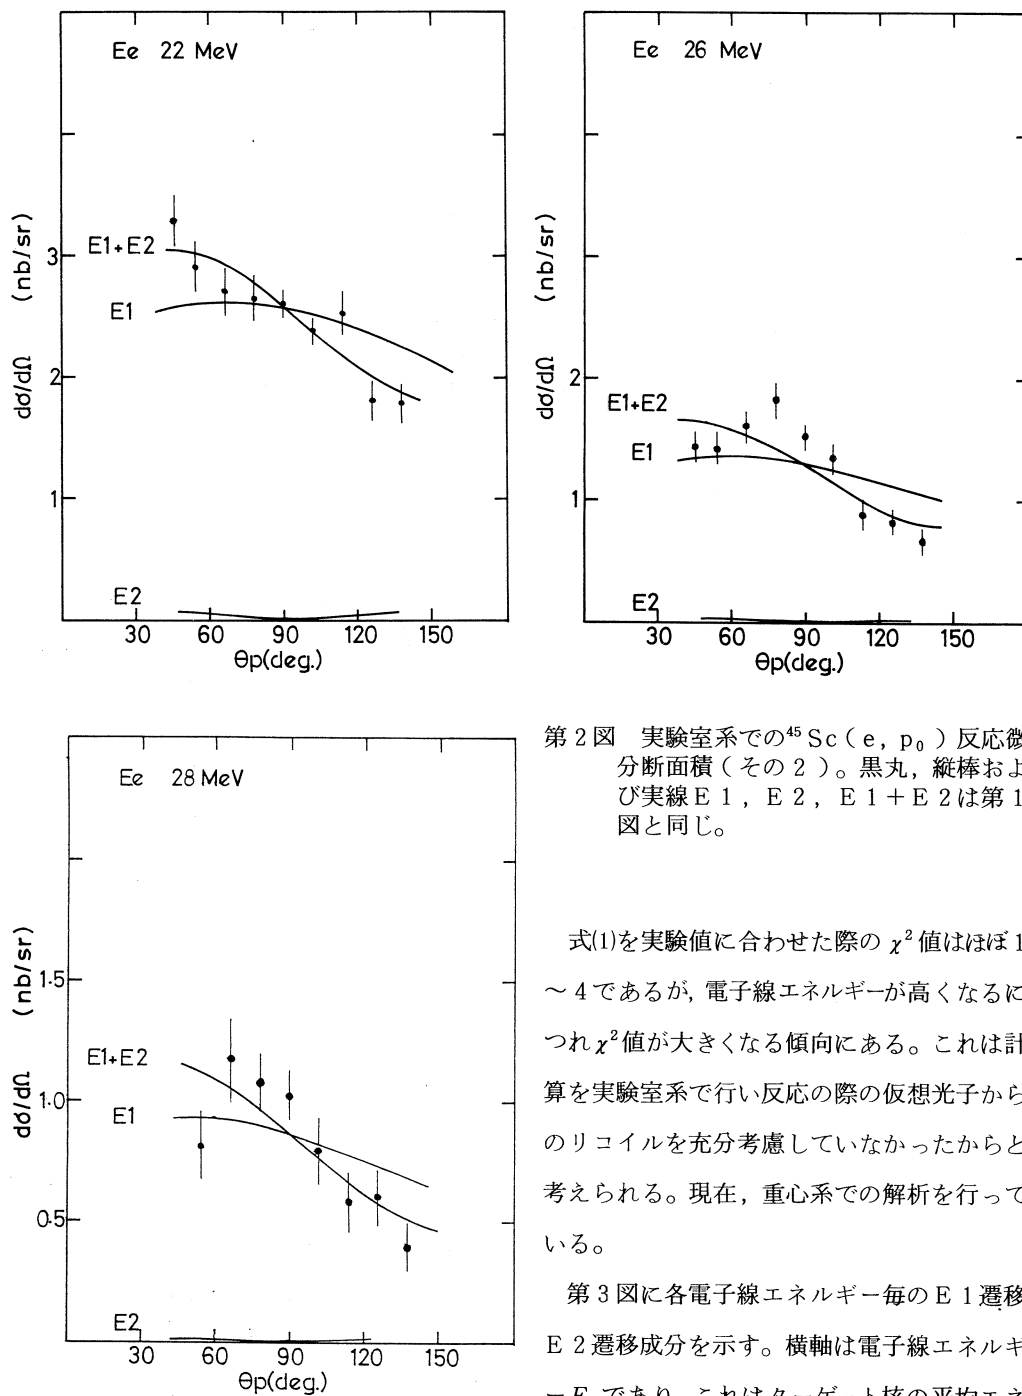 Ee 22 MeV
dσ/dΩ (nb/sr)
3
2
1
E1+E2
E1
E2
30 60 90 120 150
θp(deg.)
Ee 26 MeV
dσ/dΩ (nb/sr)
2
1
E1+E2
E1
E2
30 60 90 120 150
θp(deg.)
Ee 28 MeV
dσ/dΩ (nb/sr)
1.5
1.0
0.5
E1+E2
E1
E2
30 60 90 120 150
θp(deg.)
第2図 実験室系での⁴⁵Sc(e, p₀)反応微
分断面積(その2)。黒丸,縦棒およ
び実線E1,E2,E1+E2は第1
図と同じ。
式(1)を実験値に合わせた際のχ²値はほぼ1
~4であるが,電子線エネルギーが高くなるに
つれχ²値が大きくなる傾向にある。これは計
算を実験室系で行い反応の際の仮想光子から
のリコイルを充分考慮していなかったからと
考えられる。現在,重心系での解析を行って
いる。
第3図に各電子線エネルギー毎のE1遷移
E2遷移成分を示す。横軸は電子線エネルギ